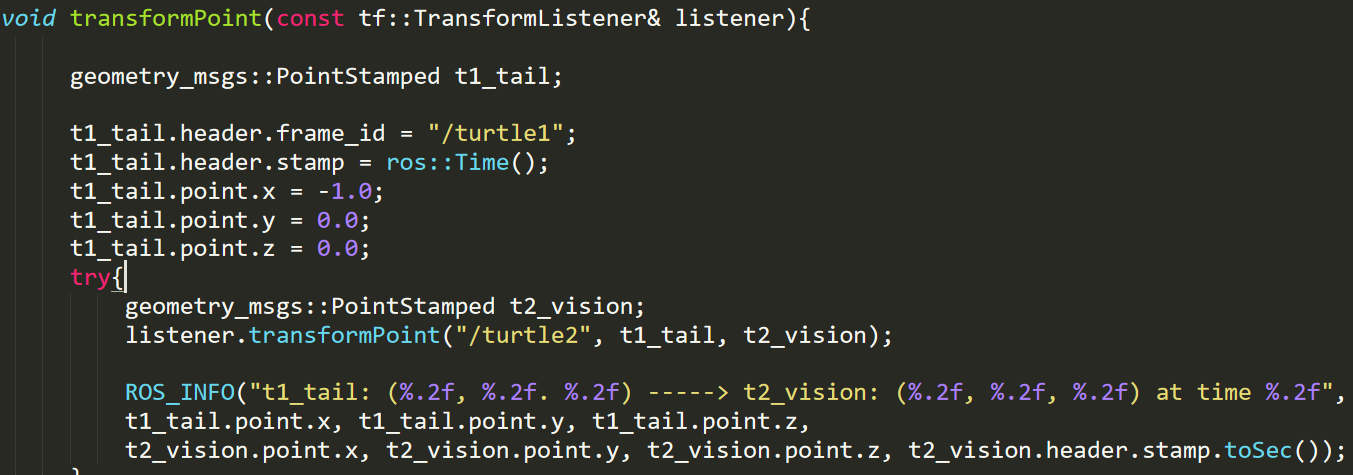 void transformPoint(const tf::TransformListener& listener){
geometry_msgs::PointStamped t1_tail;
t1_tail.header.frame_id = "/turtle1";
t1_tail.header.stamp = ros::Time();
t1_tail.point.x = -1.0;
t1_tail.point.y = 0.0;
t1_tail.point.z = 0.0;
try{
geometry_msgs::PointStamped t2_vision;
listener.transformPoint("/turtle2", t1_tail, t2_vision);
ROS_INFO("t1_tail: (%.2f, %.2f. %.2f) -----> t2_vision: (%.2f, %.2f, %.2f) at time %.2f",
t1_tail.point.x, t1_tail.point.y, t1_tail.point.z,
t2_vision.point.x, t2_vision.point.y, t2_vision.point.z, t2_vision.header.stamp.toSec());
}